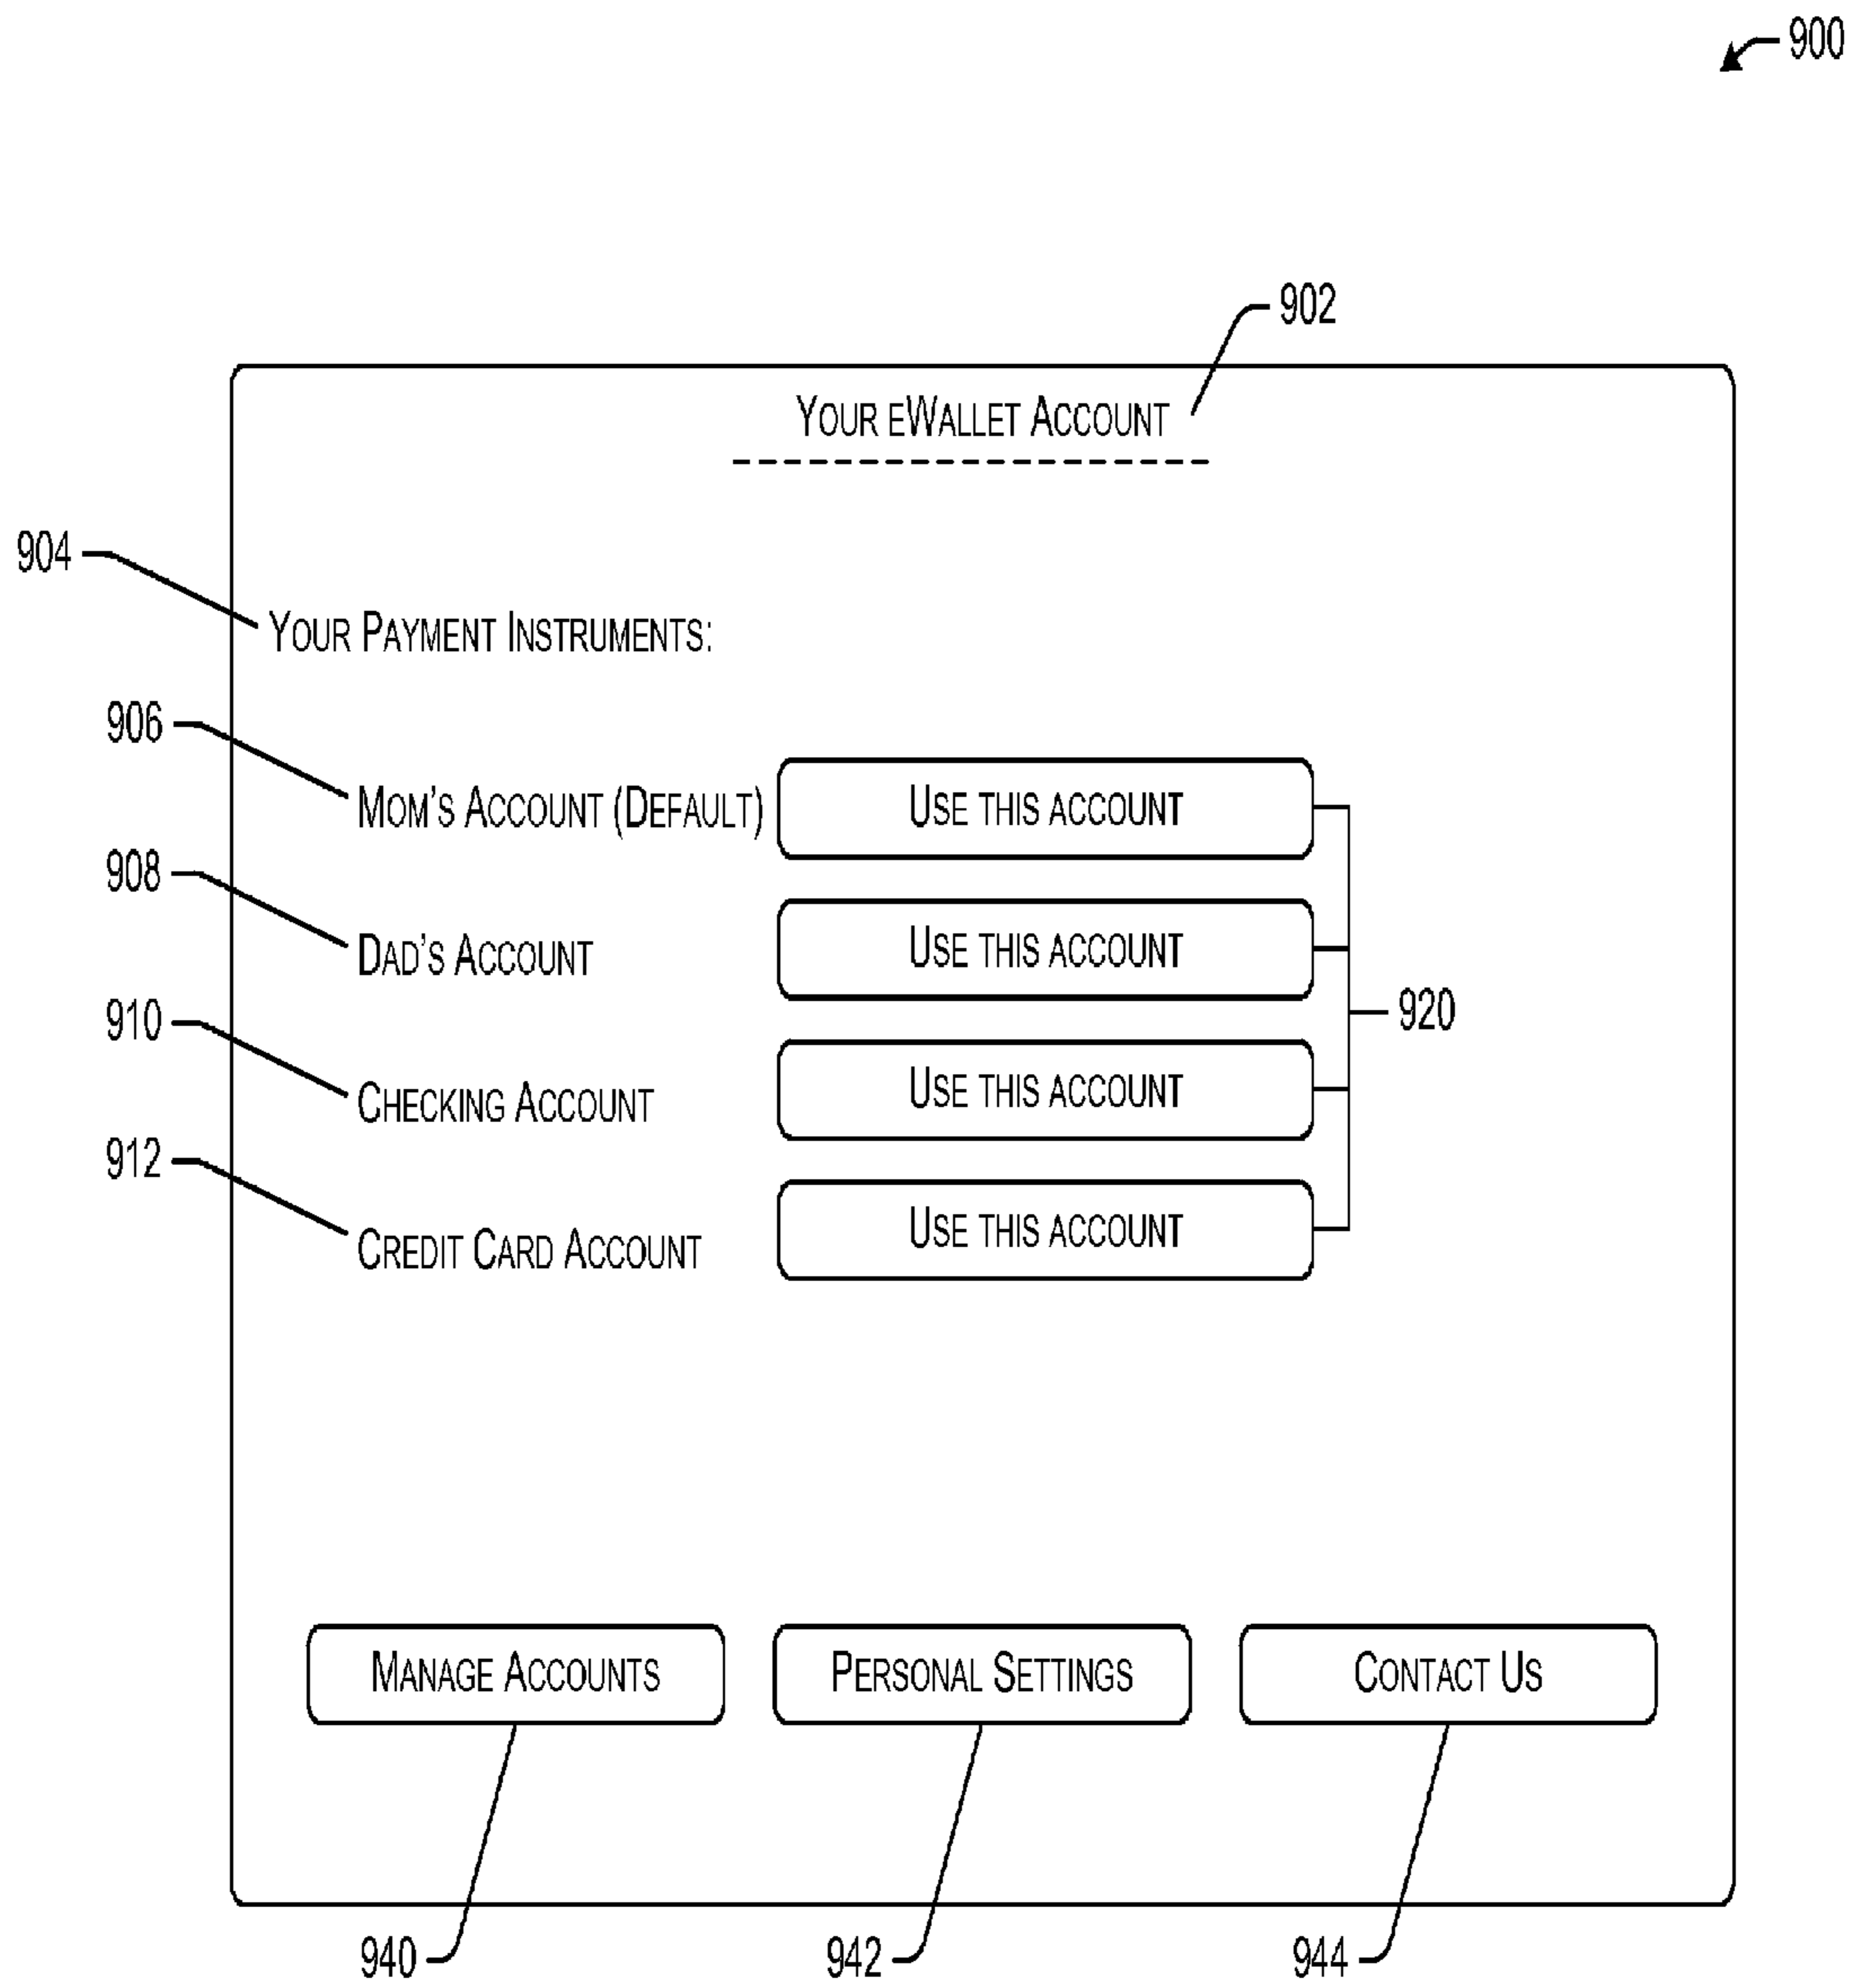 900
902
Your eWallet Account
904
Your Payment Instruments:
906
Mom's Account (Default) Use this account
908
Dad's Account Use this account
910
920
Checking Account Use this account
912
Credit Card Account Use this account
Manage Accounts Personal Settings Contact Us
940 942 944